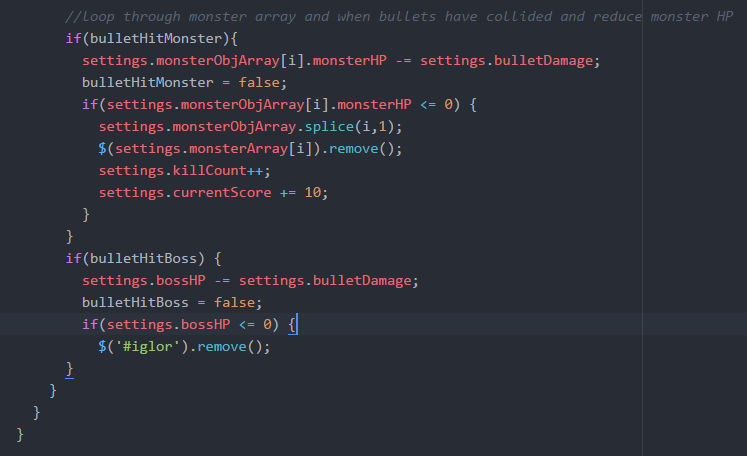 //loop through monster array and when bullets have collided and reduce monster HP
if(bulletHitMonster){
settings.monsterObjArray[i].monsterHP -= settings.bulletDamage;
bulletHitMonster = false;
if(settings.monsterObjArray[i].monsterHP <= 0) {
settings.monsterObjArray.splice(i,1);
$(settings.monsterArray[i]).remove();
settings.killCount++;
settings.currentScore += 10;
}
}
if(bulletHitBoss) {
settings.bossHP -= settings.bulletDamage;
bulletHitBoss = false;
if(settings.bossHP <= 0) {
$('#iglor').remove();
}
}
}
}